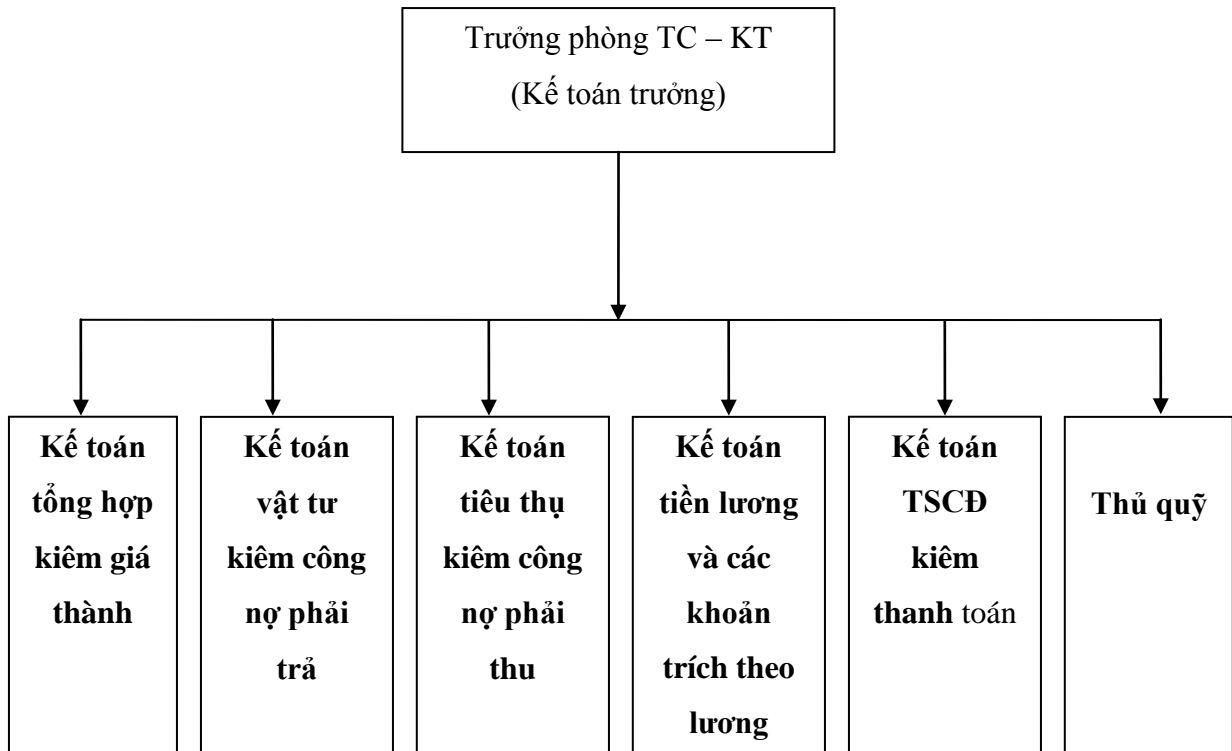 Trưởng phòng TC – KT
(Kế toán trưởng)
Kế toán
tổng hợp
kiêm giá
thành
Kế toán
vật tư
kiêm công
nợ phải
trả
Kế toán
tiêu thụ
kiêm công
nợ phải
thu
Kế toán
tiền lương
và các
khoản
trích theo
lương
Kế toán
TSCĐ
kiêm
thanh toán
Thủ quỹ